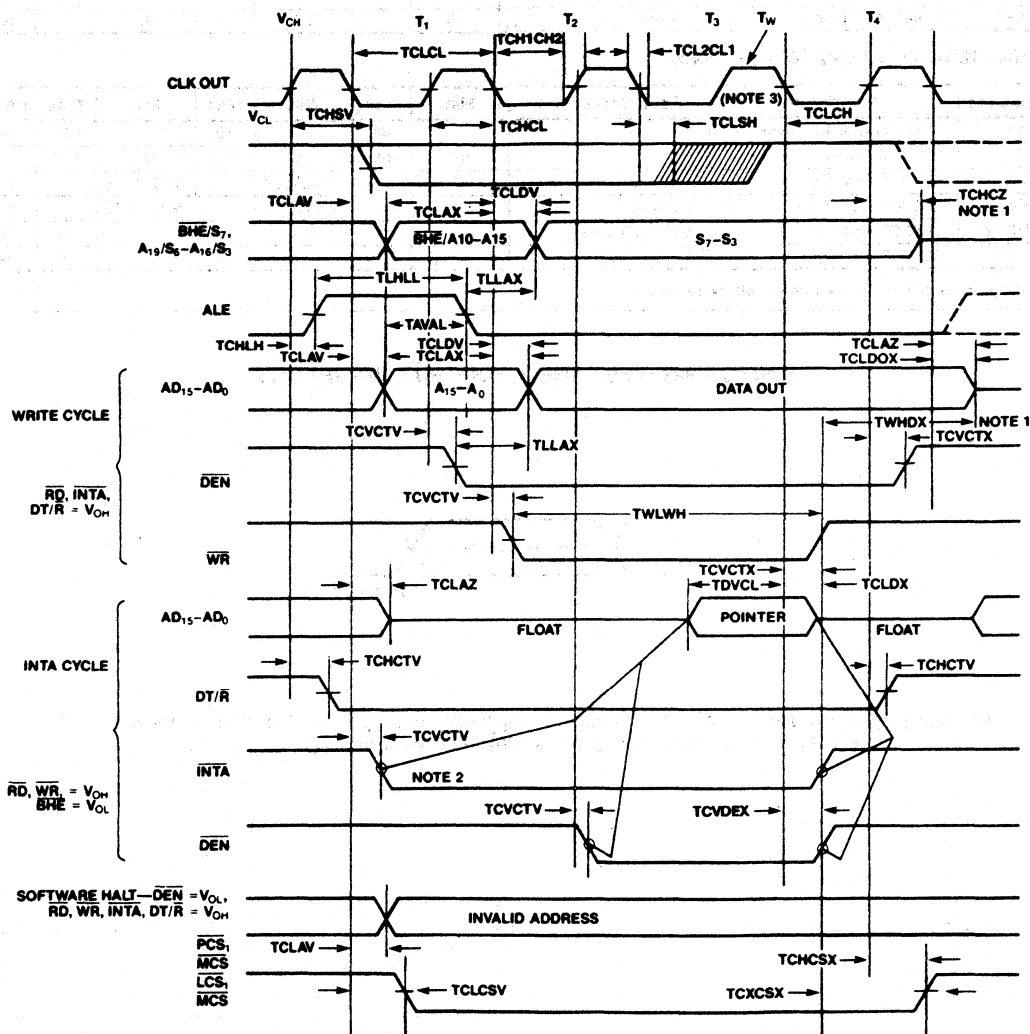 VCH T1 T2 T3 TW T4
TCLCL TCH1CH2 TCL2CL1
CLK OUT (NOTE 3)
VCL TCHSV TCHCL TCLSH TCLCH
TCLDV
TCLAV TCLAX TCHCZ
NOTE 1
BHE/S7,
A19/S6–A16/S3 BHE/A10–A15 S7–S3
TLHLL TLLAX
ALE
TAVAL
TCHLH TCLDV TCLAZ
TCLAV TCLAX TCLDOX
AD15–AD0 A15–A0 DATA OUT
WRITE CYCLE TWHDX NOTE 1
TCVCTV TLLAX TCVCTX
DEN
RD, INTA,
DT/R = VOH
TCVCTV TWLWH
WR
TCVCTX
TCLAZ TDVCL TCLDX
AD15–AD0 FLOAT POINTER FLOAT
INTA CYCLE TCHCTV TCHCTV
DT/R
TCVCTV
INTA NOTE 2
RD, WR, = VOH
BHE = VOL
TCVCTV TCVDEX
DEN
SOFTWARE HALT—DEN = VOL,
RD, WR, INTA, DT/R = VOH
INVALID ADDRESS
PCS1 TCLAV
MCS TCHCSX
LCS1
MCS TCLCSV TCXCSX